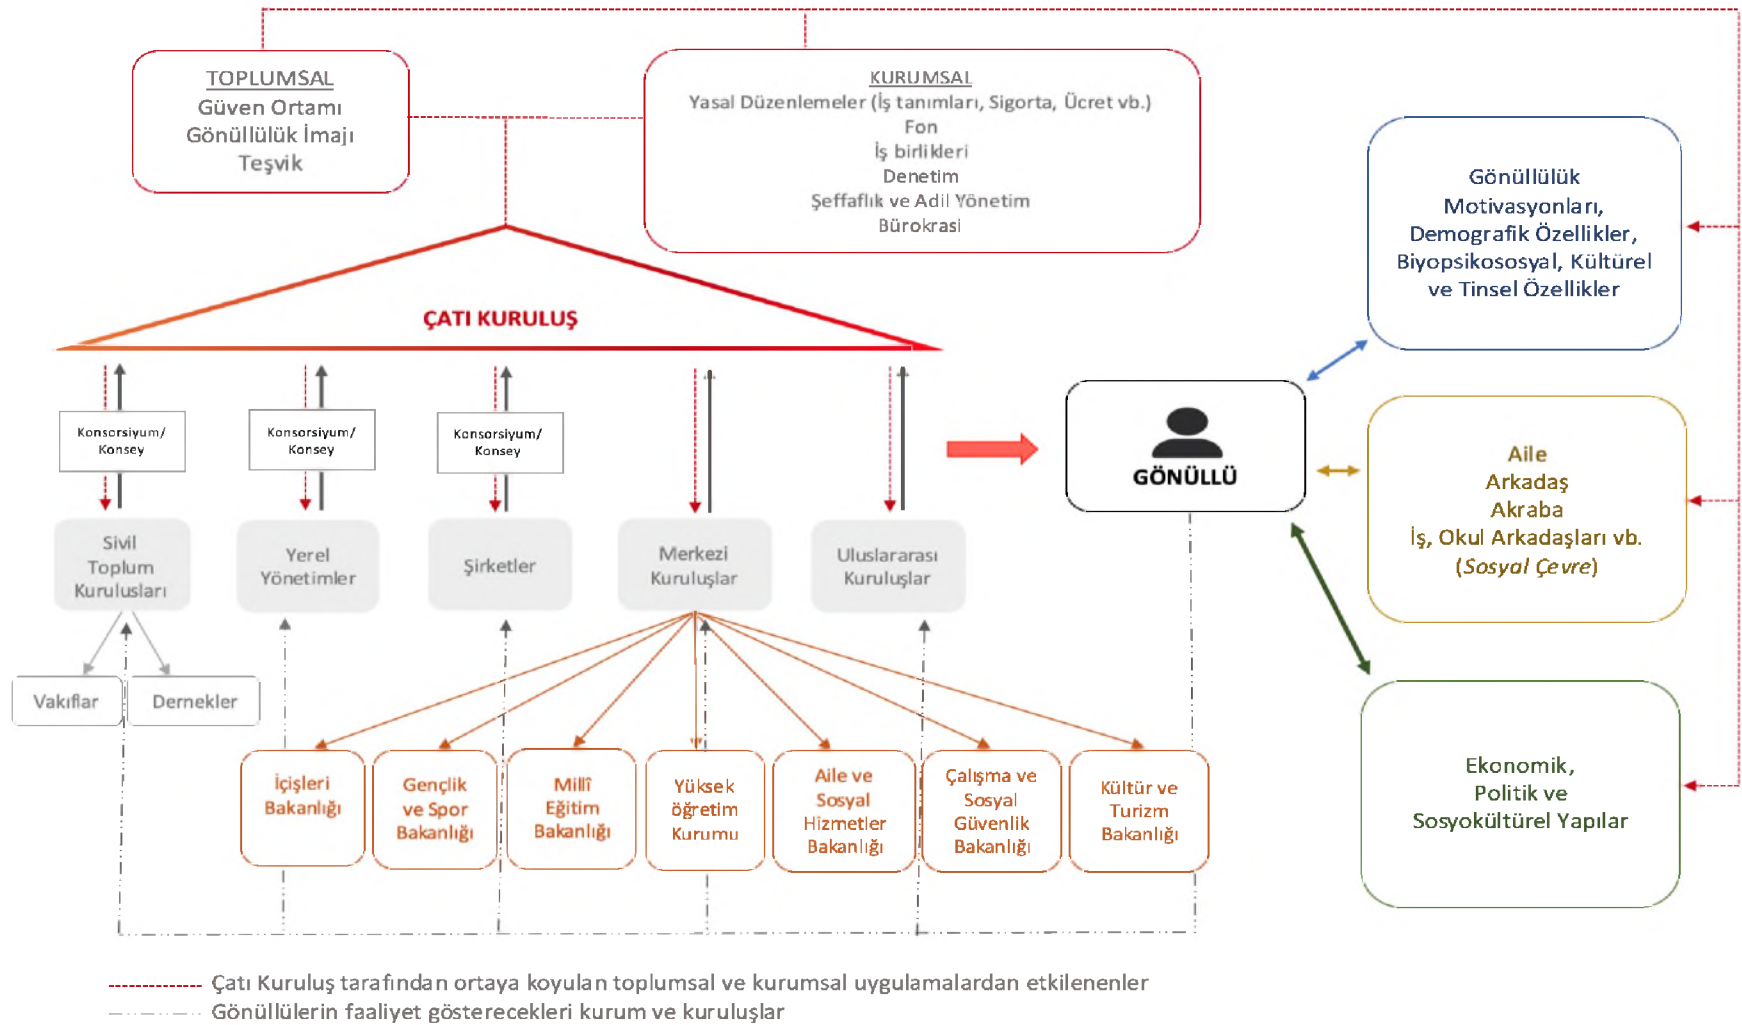 TOPLUMSAL
Güven Ortamı
Gönüllülük İmajı
Teşvik
KURUMSAL
Yasal Düzenlemeler (İş tanımları, Sigorta, Ücret vb.)
Fon
İş birlikleri
Denetim
Şeffaflık ve Adil Yönetim
Bürokrasi
Gönüllülük
Motivasyonları,
Demografik Özellikler,
Biyopsikososyal, Kültürel
ve Tinsel Özellikler
ÇATI KURULUŞ
Konsorsiyum/
Konsey
Konsorsiyum/
Konsey
Konsorsiyum/
Konsey
GÖNÜLLÜ
Aile
Arkadaş
Akraba
İş, Okul Arkadaşları vb.
(Sosyal Çevre)
Sivil
Toplum
Kurulusları
Yerel
Yönetimler
Şirketler
Merkezi
Kuruluşlar
Uluslararası
Kuruluşlar
Vakıflar
Dernekler
İçişleri
Bakanlığı
Gençlik
ve Spor
Bakanlığı
Millî
Eğitim
Bakanlığı
Yüksek
öğretim
Kurumu
Aile ve
Sosyal
Hizmetler
Bakanlığı
Çalışma ve
Sosyal
Güvenlik
Bakanlığı
Kültür ve
Turizm
Bakanlığı
Ekonomik,
Politik ve
Sosyokültürel Yapılar
Çatı Kuruluş tarafından ortaya koyulan toplumsal ve kurumsal uygulamalardan etkilenenler
Gönüllülerin faaliyet gösterecekleri kurum ve kuruluşlar